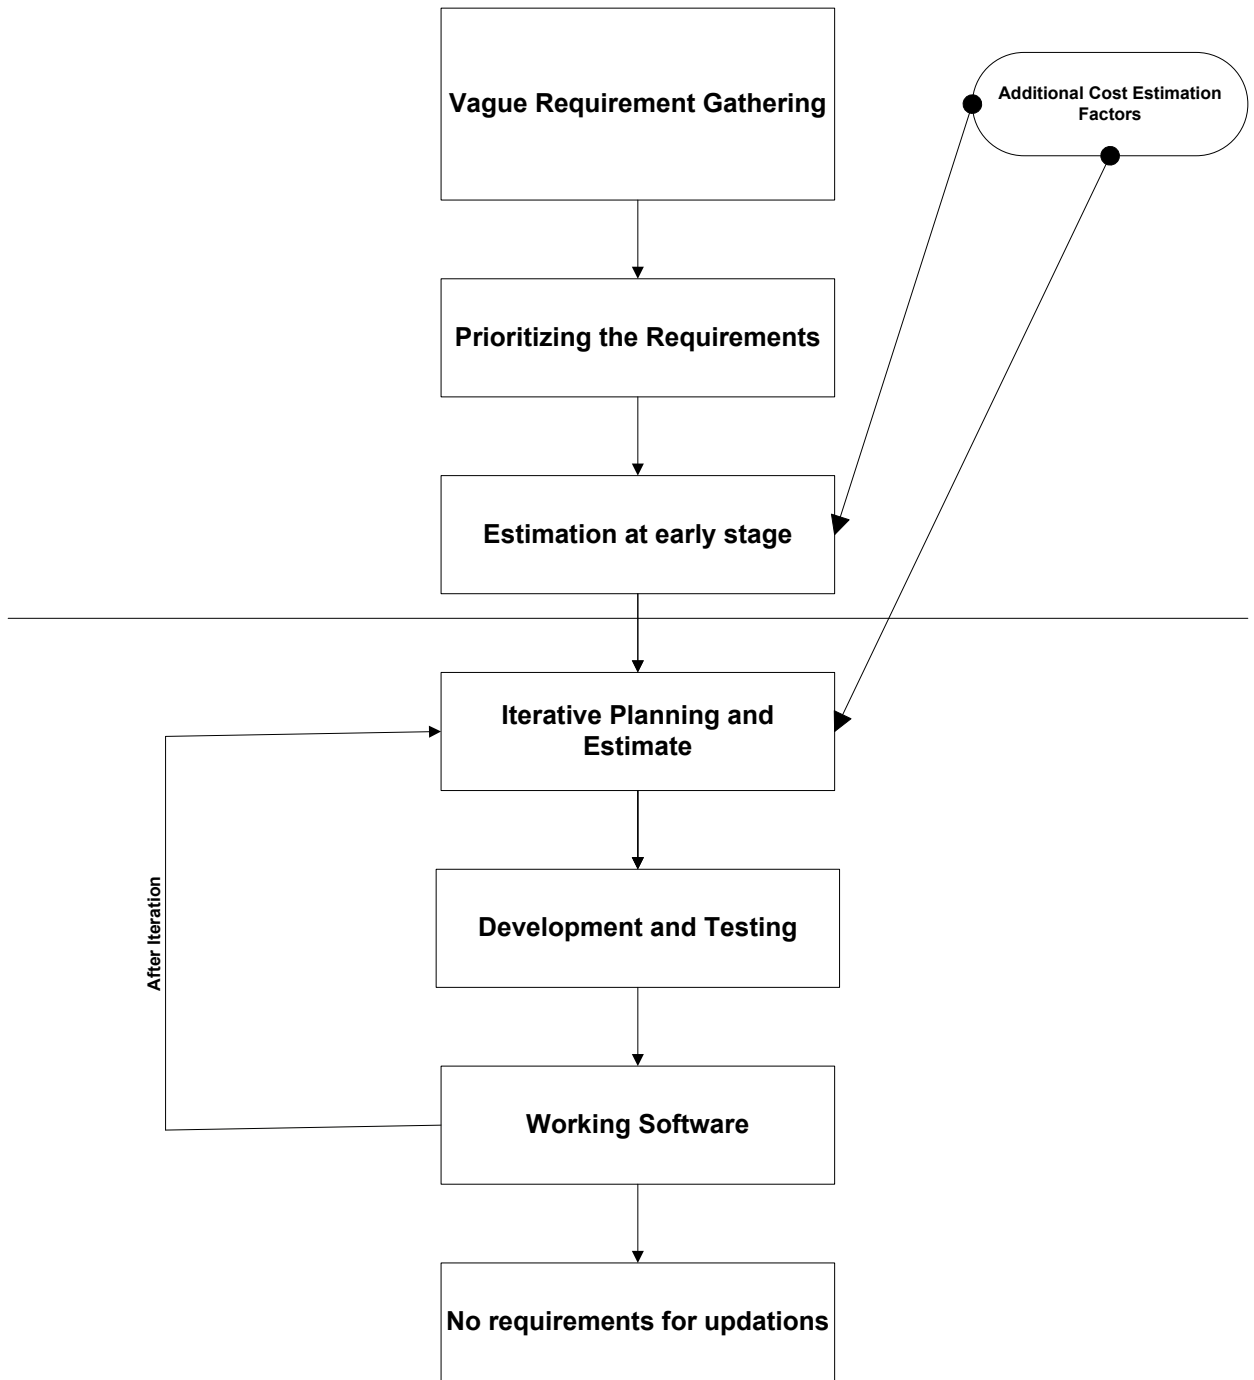 Vague Requirement Gathering
Additional Cost Estimation
Factors
Prioritizing the Requirements
Estimation at early stage
Iterative Planning and
Estimate
Development and Testing
After Iteration
Working Software
No requirements for updations